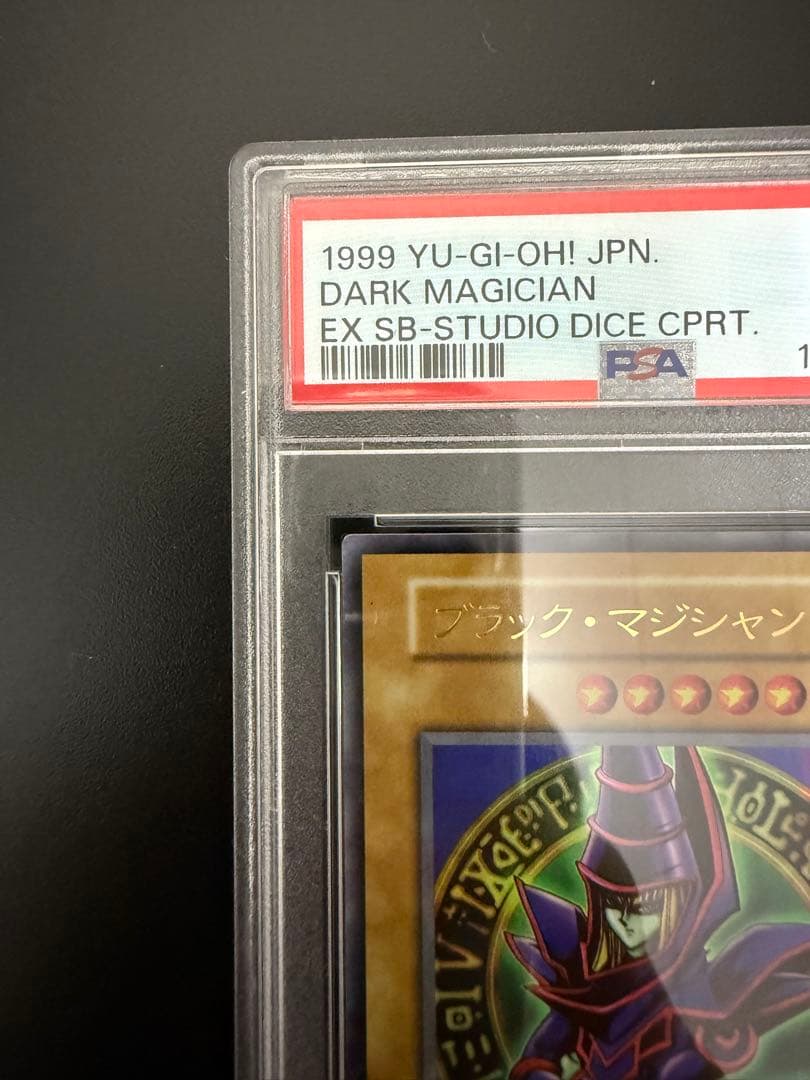 1999 YU-GI-OH! JPN.
DARK MAGICIAN
EX SB-STUDIO DICE CPRT.
PSA
1
ブラック・マジシャン